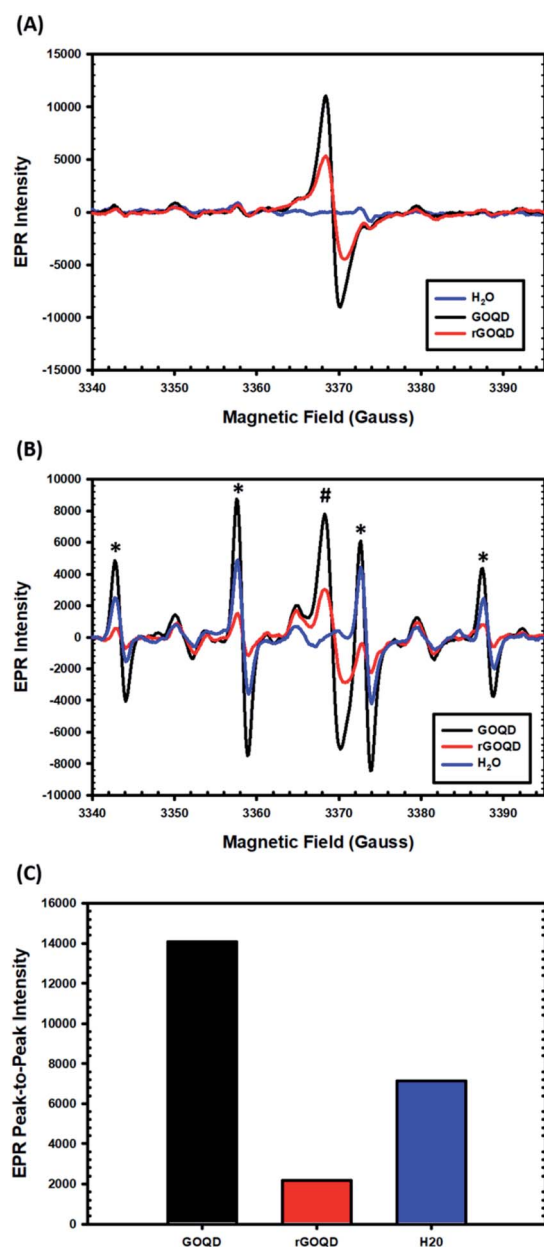 (A)
15000
10000
5000
0
-5000
-10000
-15000
EPR Intensity
H₂O
GOQD
rGOQD
3340 3350 3360 3370 3380 3390
Magnetic Field (Gauss)
(B)
10000
8000
6000
4000
2000
0
-2000
-4000
-6000
-8000
-10000
EPR Intensity
* * # * *
GOQD
rGOQD
H₂O
3340 3350 3360 3370 3380 3390
Magnetic Field (Gauss)
(C)
16000
14000
12000
10000
8000
6000
4000
2000
0
EPR Peak-to-Peak Intensity
GOQD rGOQD H20